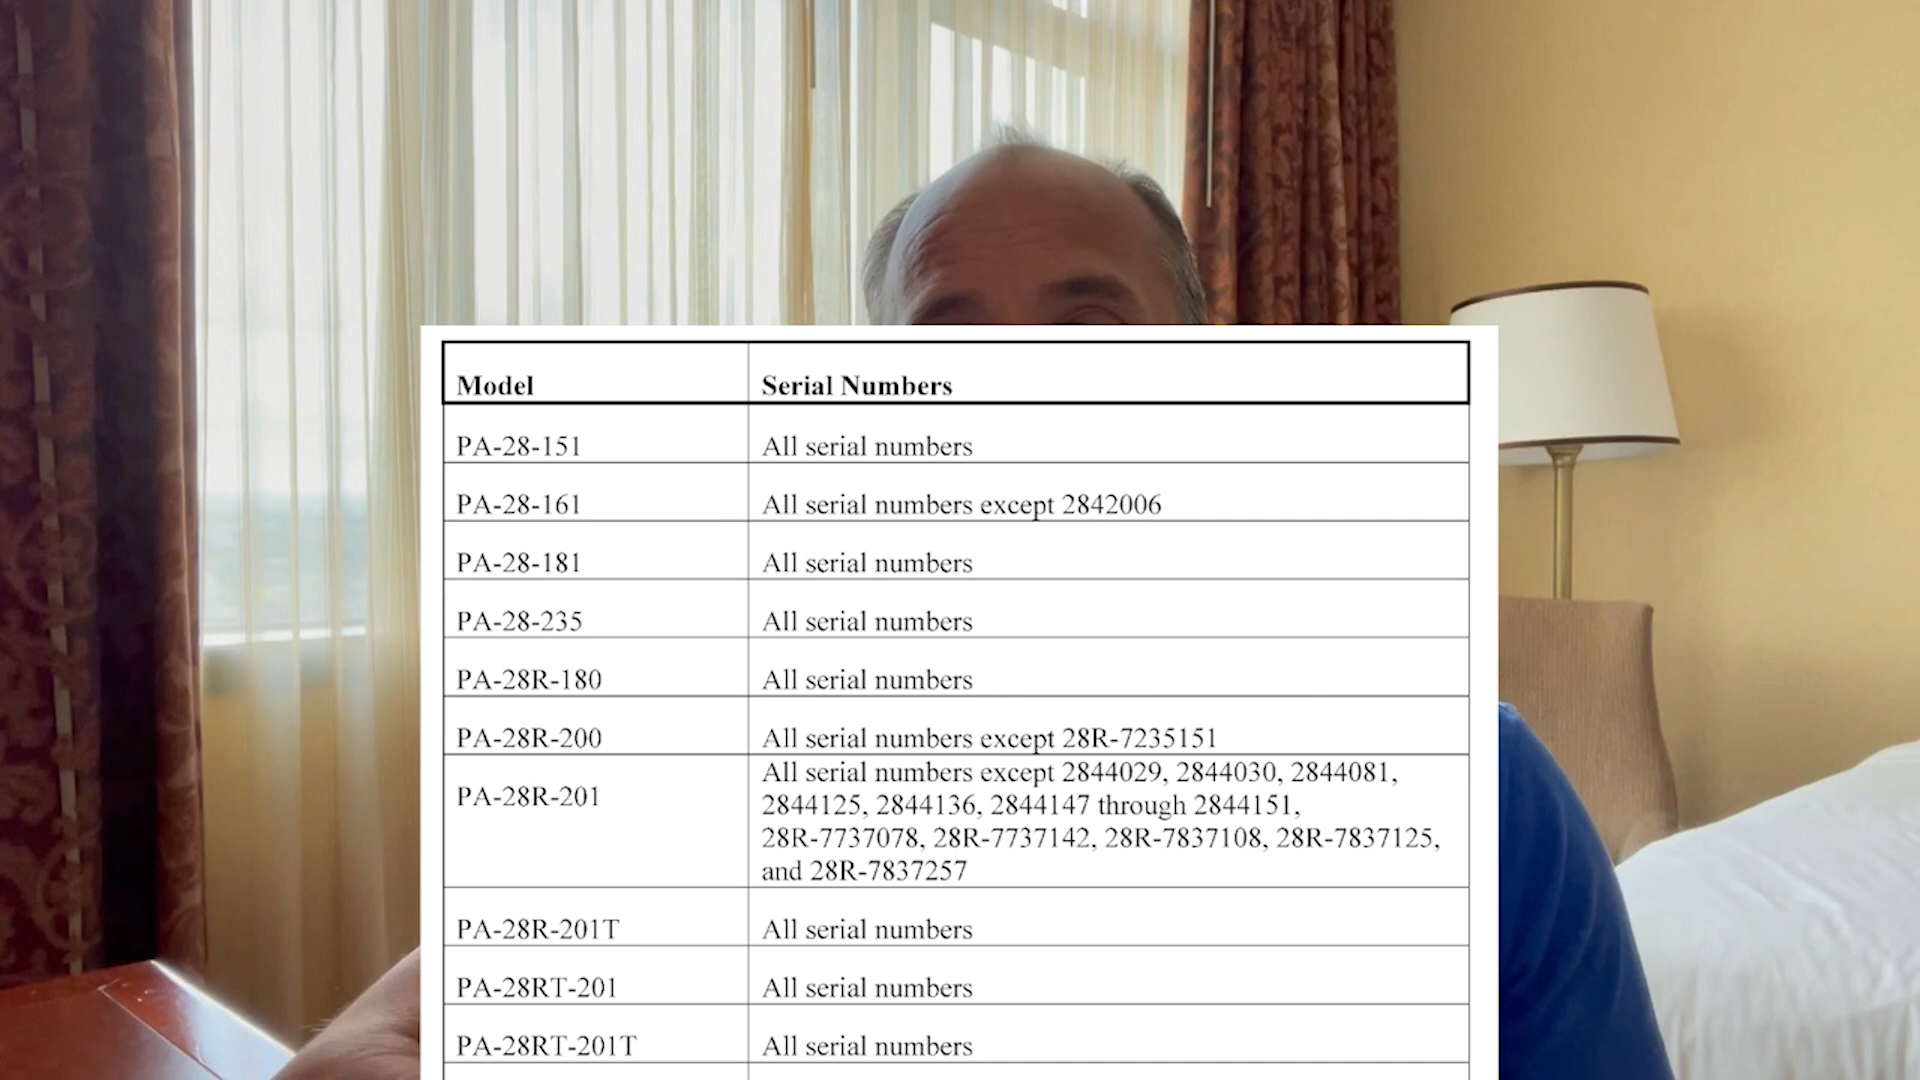 Model Serial Numbers
PA-28-151 All serial numbers
PA-28-161 All serial numbers except 2842006
PA-28-181 All serial numbers
PA-28-235 All serial numbers
PA-28R-180 All serial numbers
PA-28R-200 All serial numbers except 28R-7235151
PA-28R-201 All serial numbers except 2844029, 2844030, 2844081,
2844125, 2844136, 2844147 through 2844151,
28R-7737078, 28R-7737142, 28R-7837108, 28R-7837125,
and 28R-7837257
PA-28R-201T All serial numbers
PA-28RT-201 All serial numbers
PA-28RT-201T All serial numbers